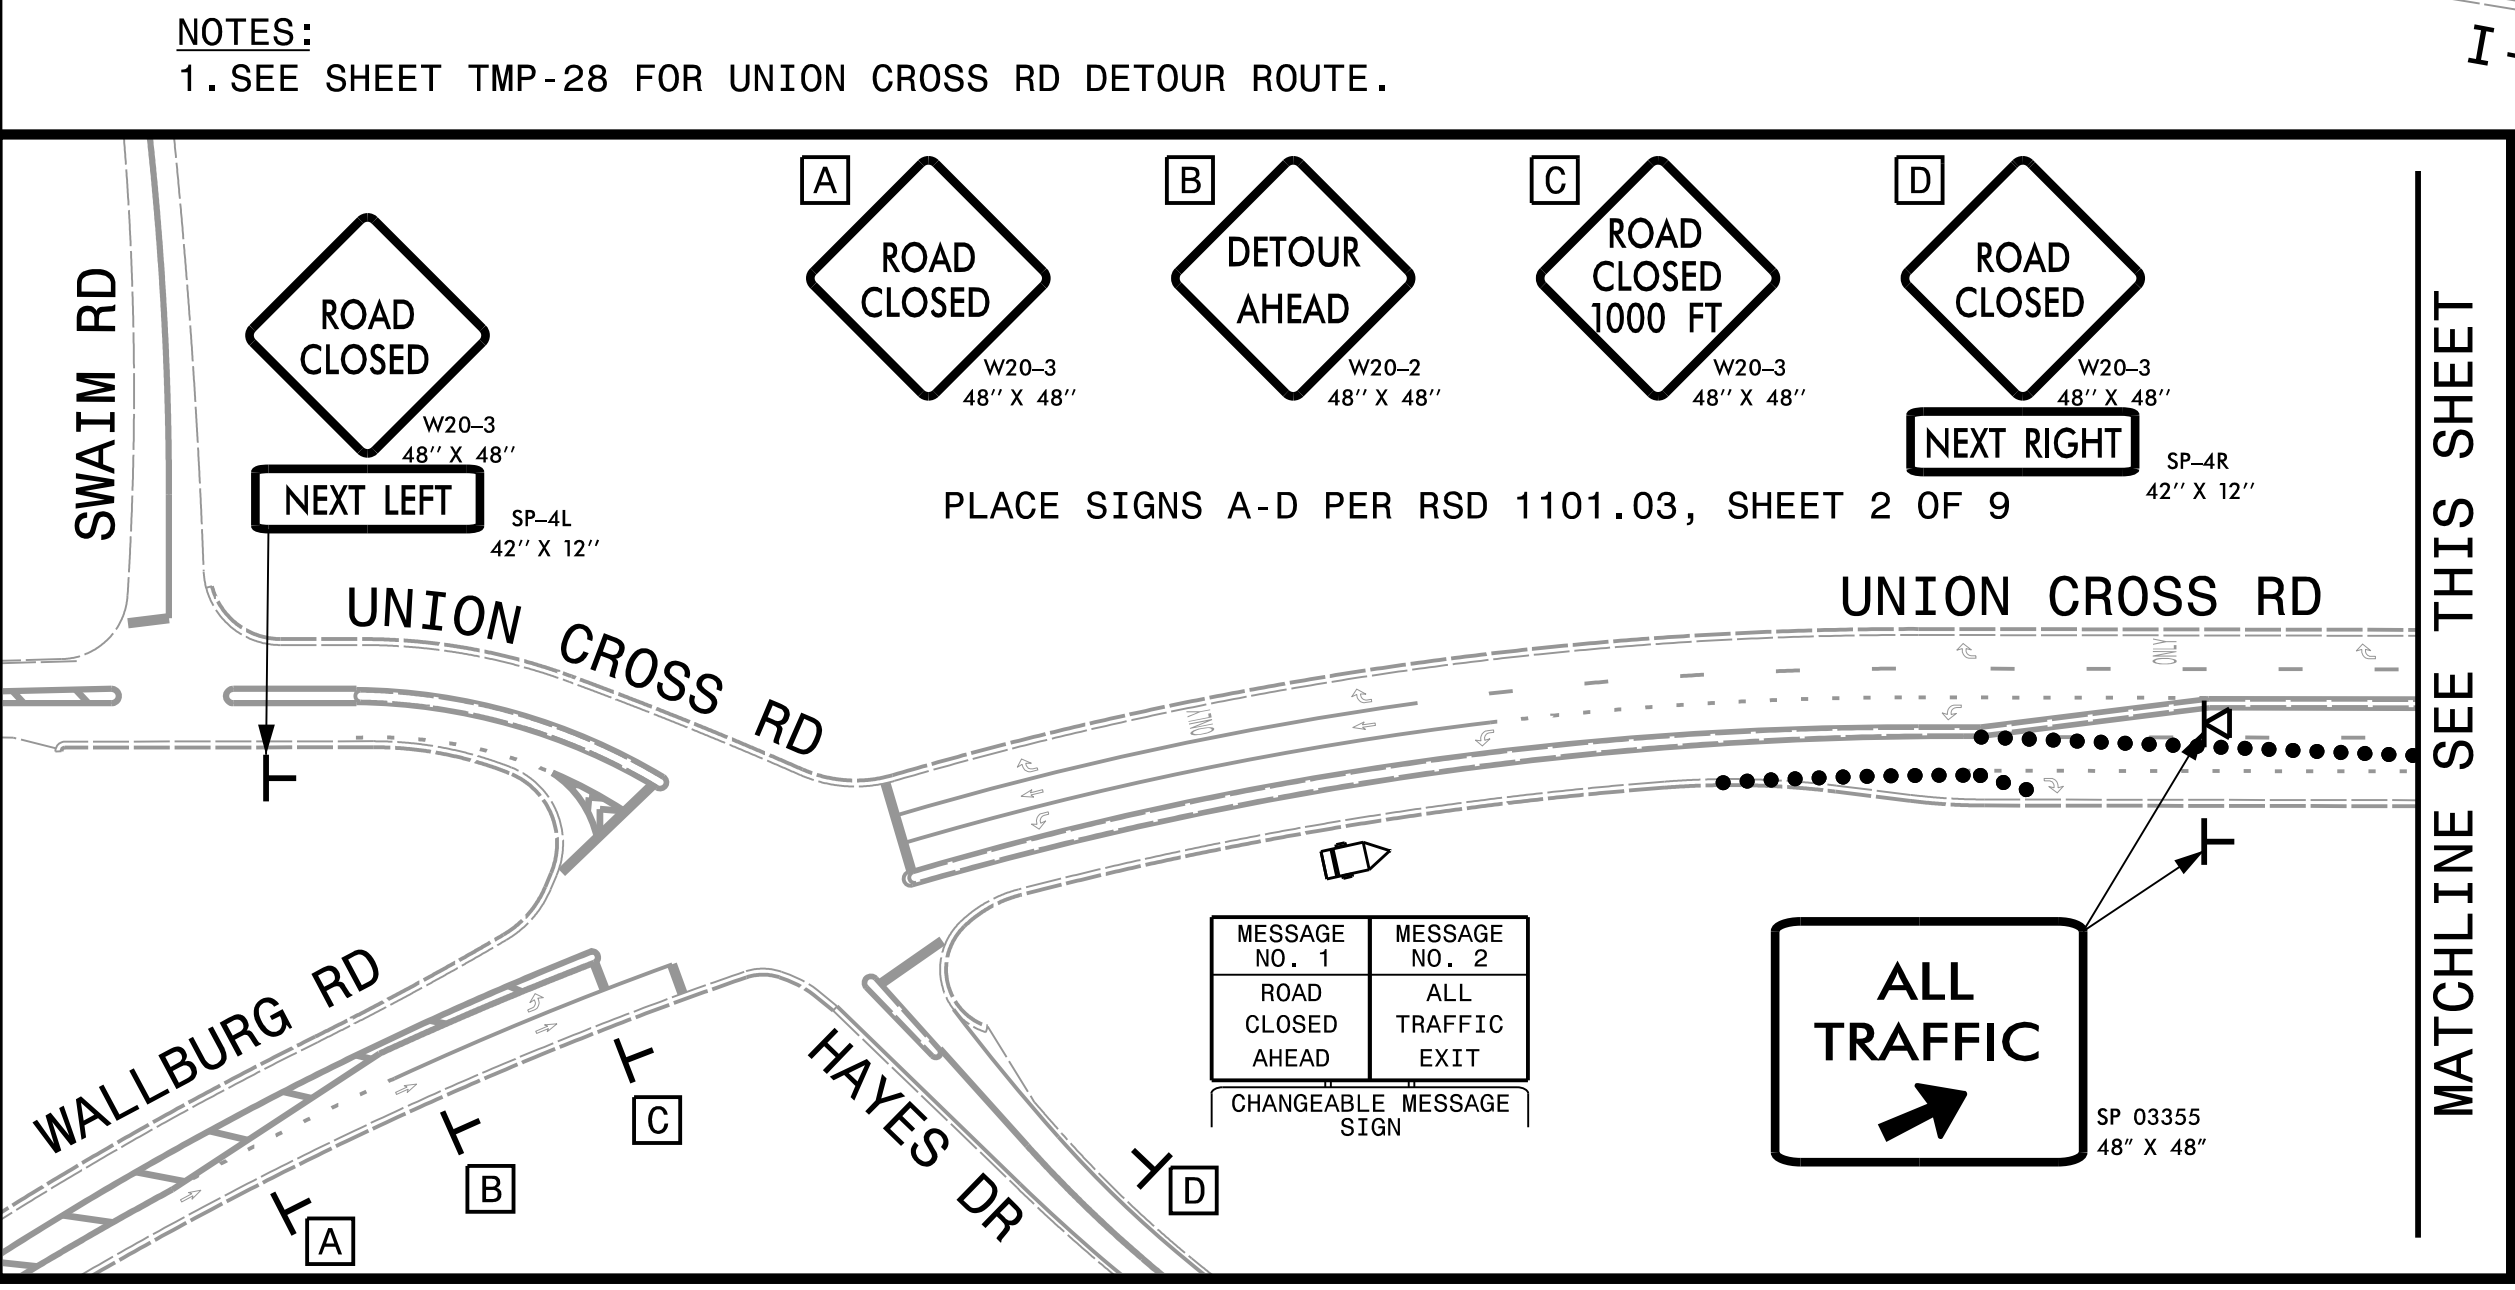 NOTES:
1. SEE SHEET TMP-28 FOR UNION CROSS RD DETOUR ROUTE.
I-
SWAIM RD
ROAD
CLOSED
W20-3
48'' X 48''
NEXT LEFT
SP-4L
42'' X 12''
A
ROAD
CLOSED
W20-3
48'' X 48''
B
DETOUR
AHEAD
W20-2
48'' X 48''
C
ROAD
CLOSED
1000 FT
W20-3
48'' X 48''
D
ROAD
CLOSED
W20-3
48'' X 48''
NEXT RIGHT
SP-4R
42'' X 12''
PLACE SIGNS A-D PER RSD 1101.03, SHEET 2 OF 9
MATCHLINE SEE THIS SHEET
UNION CROSS RD
UNION CROSS RD
ONLY
ONLY
WALLBURG RD
HAYES DR
A
B
C
D
MESSAGE
NO. 1
MESSAGE
NO. 2
ROAD
CLOSED
AHEAD
ALL
TRAFFIC
EXIT
CHANGEABLE MESSAGE
SIGN
ALL
TRAFFIC
SP 03355
48" X 48"